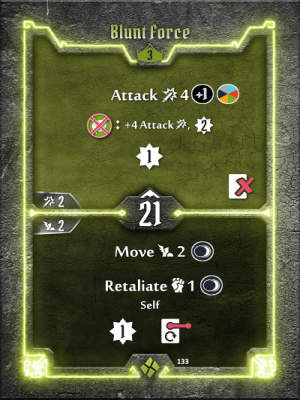 Blunt Force
3
Attack 4 +1
: +4 Attack , 2
1
2
21
2
Move 2
Retaliate 1
Self
1
133